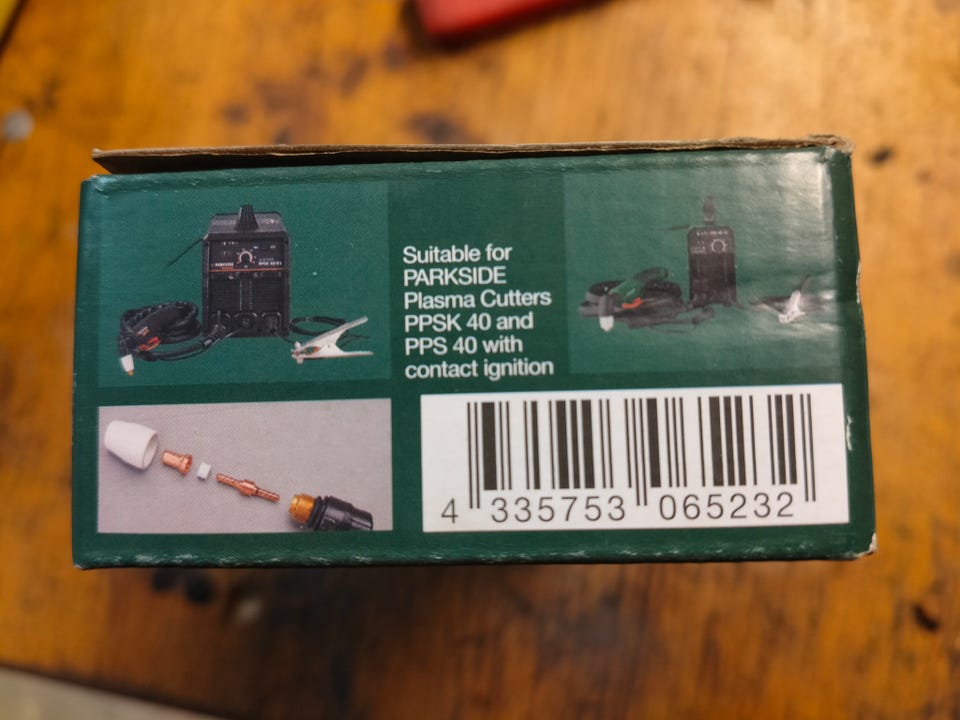 Suitable for
PARKSIDE
Plasma Cutters
PPSK 40 and
PPS 40 with
contact ignition
4 335753 065232